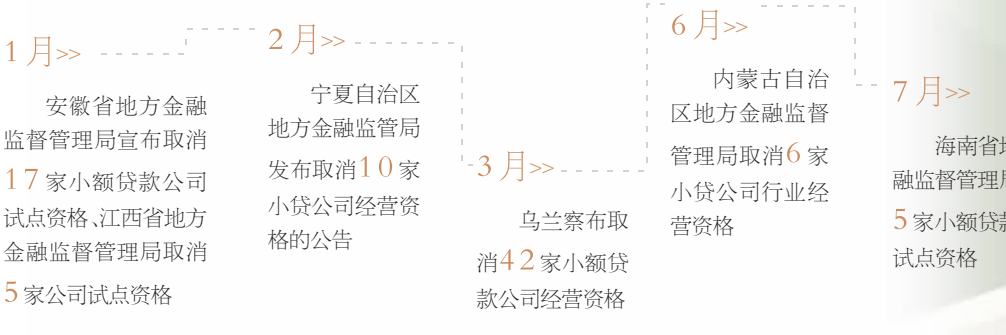 1月>>
安徽省地方金融
监督管理局宣布取消
17家小额贷款公司
试点资格、江西省地方
金融监督管理局取消
5家公司试点资格
2月>>
宁夏自治区
地方金融监管局
发布取消10家
小贷公司经营资
格的公告
3月>>
乌兰察布取
消42家小额贷
款公司经营资格
6月>>
内蒙古自治
区地方金融监督
管理局取消6家
小贷公司行业经
营资格
7月>>
海南省地
融监督管理局
5家小额贷款
试点资格